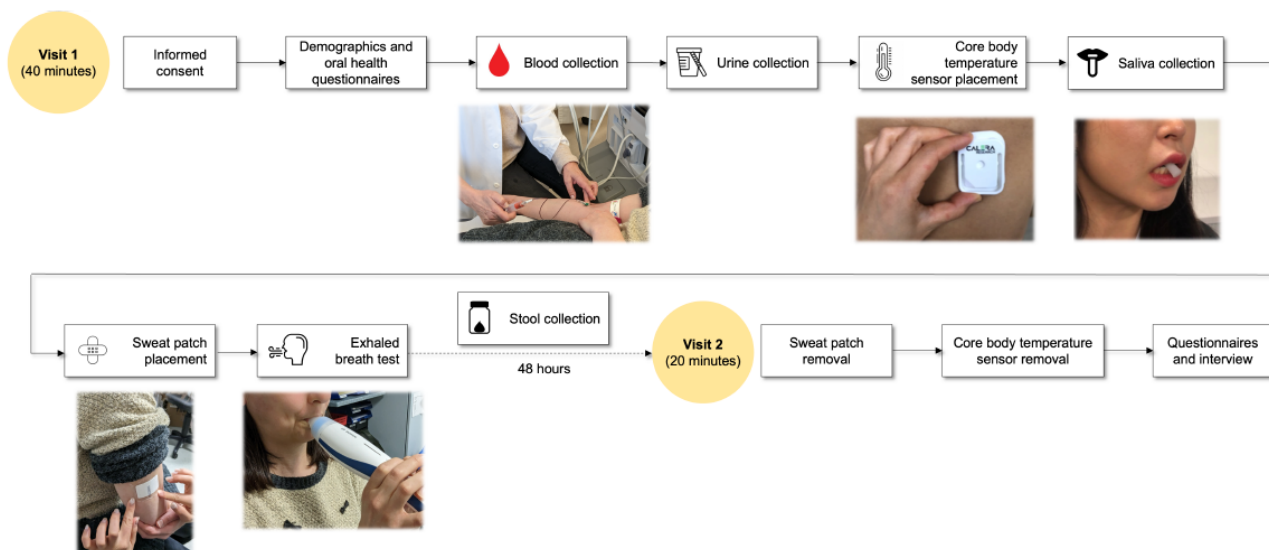 Visit 1
(40 minutes)
Informed
consent
Demographics and
oral health
questionnaires
Blood collection
Urine collection
Core body
temperature
sensor placement
Saliva collection
CALERA
Sweat patch
placement
Exhaled
breath test
Stool collection
48 hours
Visit 2
(20 minutes)
Sweat patch
removal
Core body temperature
sensor removal
Questionnaires
and interview